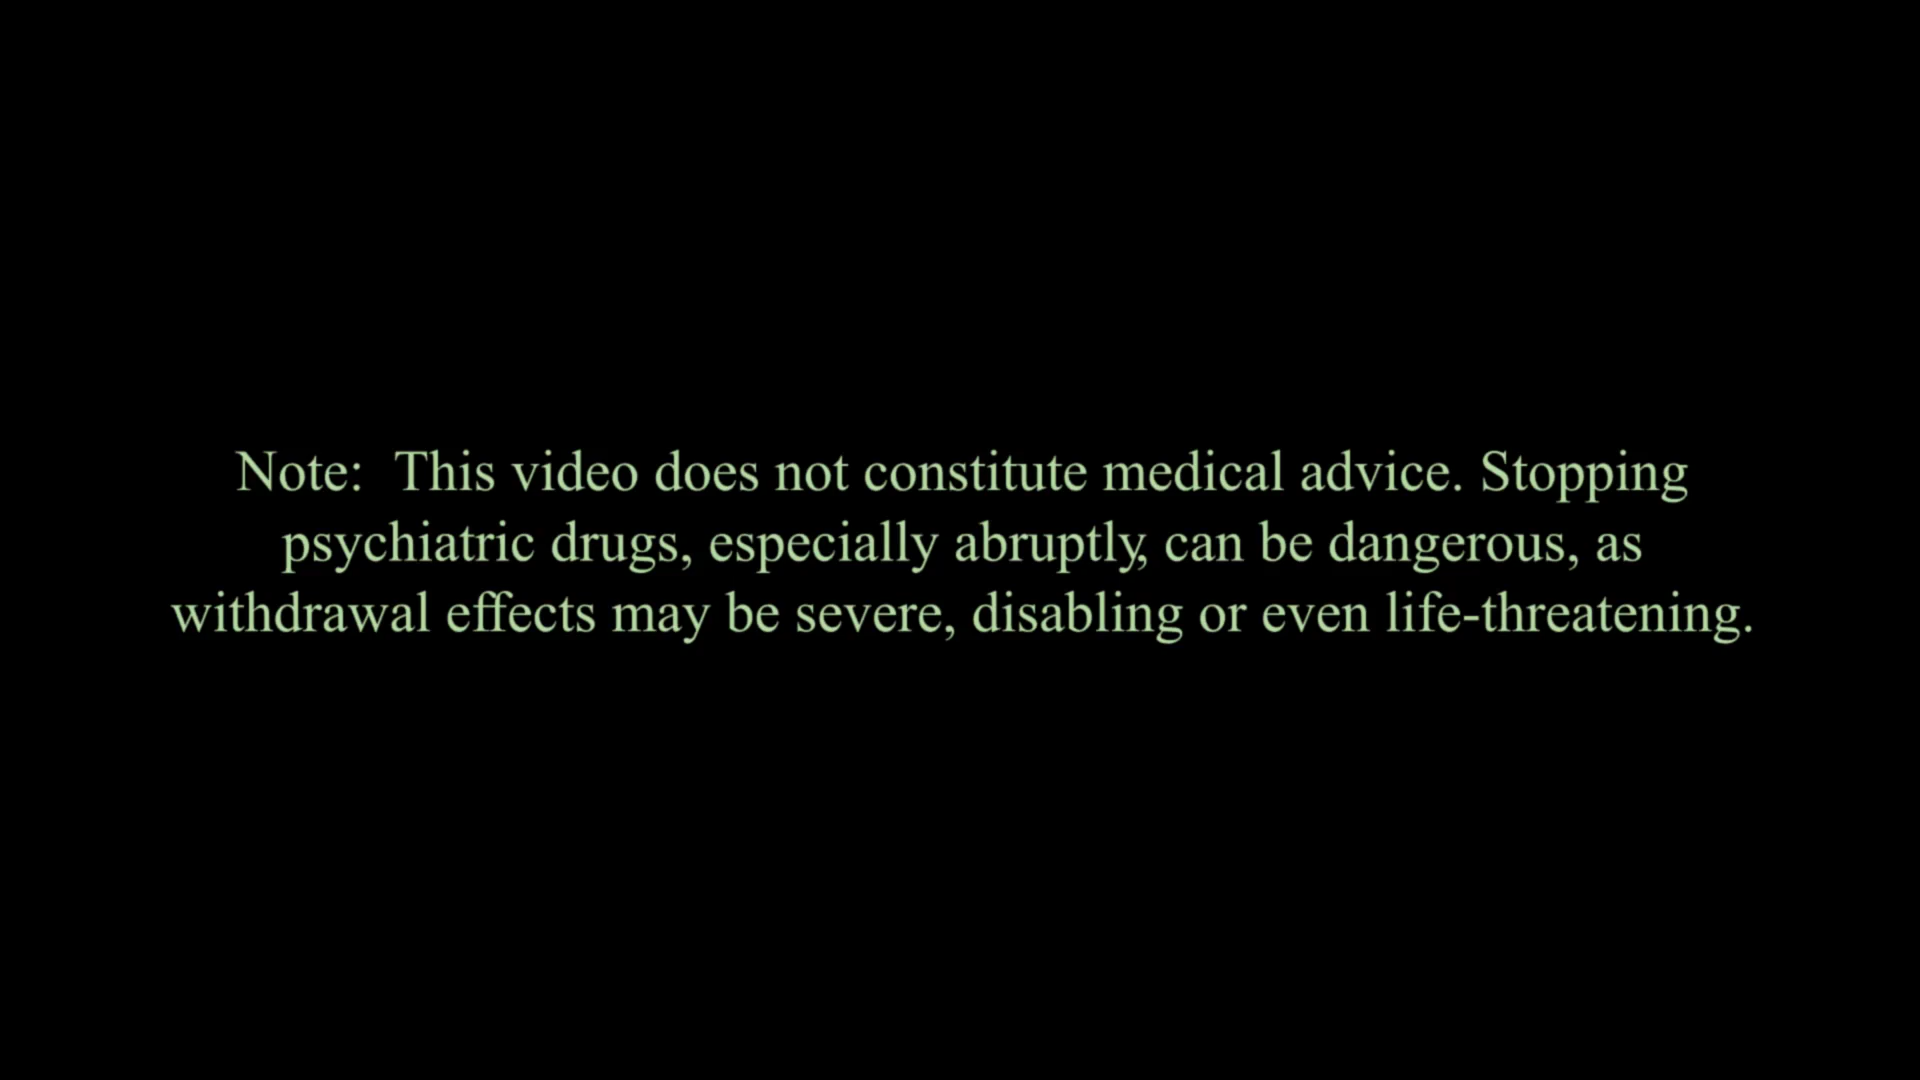 Note:  This video does not constitute medical advice. Stopping
psychiatric drugs, especially abruptly, can be dangerous, as
withdrawal effects may be severe, disabling or even life-threatening.